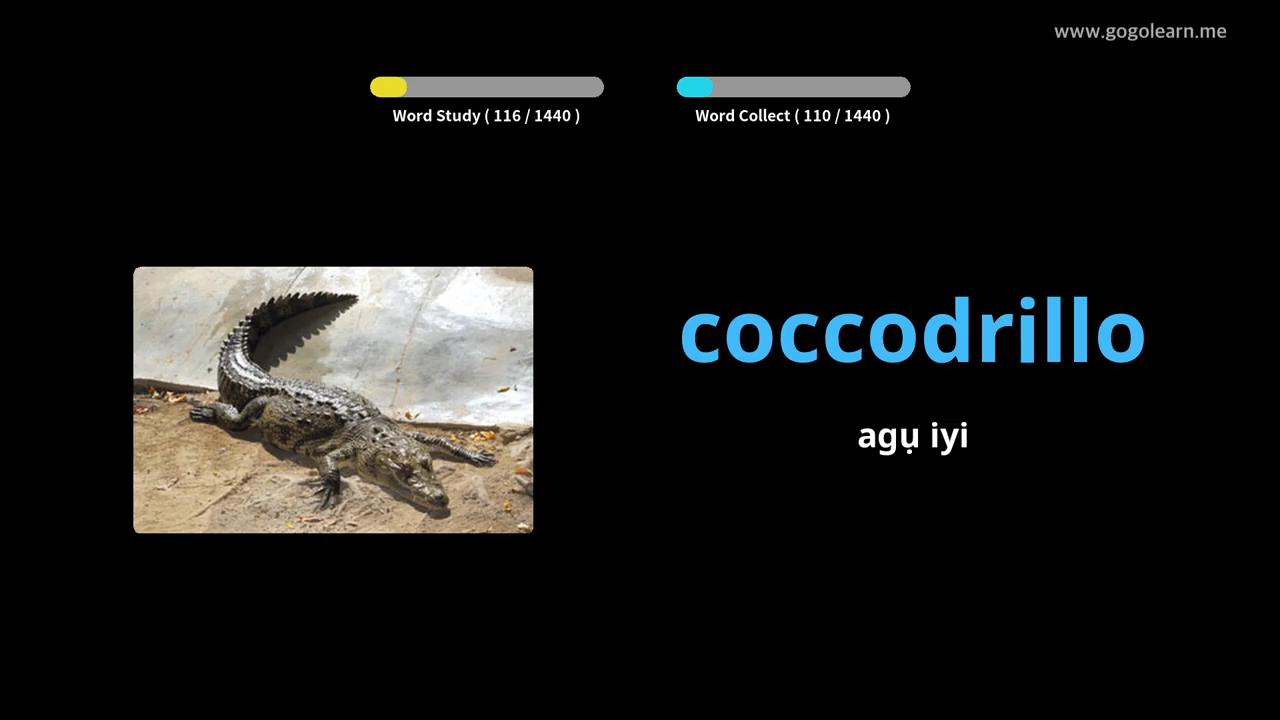 www.gogolearn.me
Word Study ( 116 / 1440 )
Word Collect ( 110 / 1440 )
coccodrillo
agụ iyi